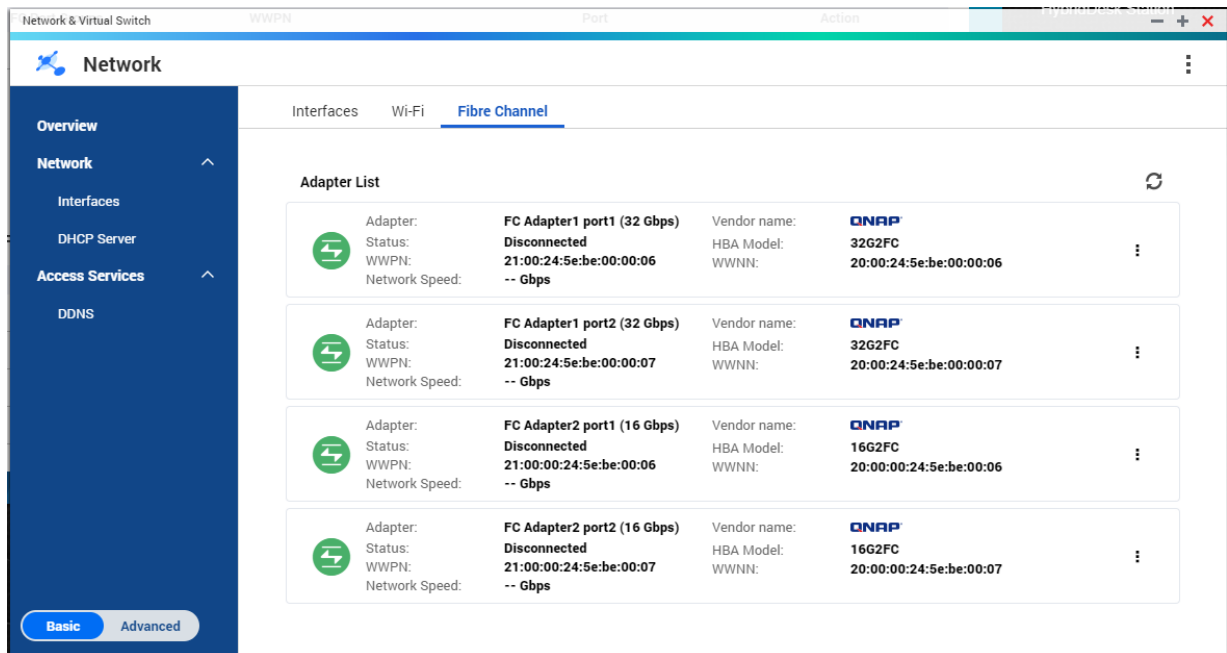 WWPN Port Action HybridDesk Station
Network & Virtual Switch
Network
Interfaces Wi-Fi Fibre Channel
Overview
Network
Interfaces
DHCP Server
Access Services
DDNS
Basic Advanced
Adapter List
Adapter: FC Adapter1 port1 (32 Gbps) Vendor name: QNAP
Status: Disconnected HBA Model: 32G2FC
WWPN: 21:00:24:5e:be:00:00:06 WWNN: 20:00:24:5e:be:00:00:06
Network Speed: -- Gbps
Adapter: FC Adapter1 port2 (32 Gbps) Vendor name: QNAP
Status: Disconnected HBA Model: 32G2FC
WWPN: 21:00:24:5e:be:00:00:07 WWNN: 20:00:24:5e:be:00:00:07
Network Speed: -- Gbps
Adapter: FC Adapter2 port1 (16 Gbps) Vendor name: QNAP
Status: Disconnected HBA Model: 16G2FC
WWPN: 21:00:00:24:5e:be:00:06 WWNN: 20:00:00:24:5e:be:00:06
Network Speed: -- Gbps
Adapter: FC Adapter2 port2 (16 Gbps) Vendor name: QNAP
Status: Disconnected HBA Model: 16G2FC
WWPN: 21:00:00:24:5e:be:00:07 WWNN: 20:00:00:24:5e:be:00:07
Network Speed: -- Gbps